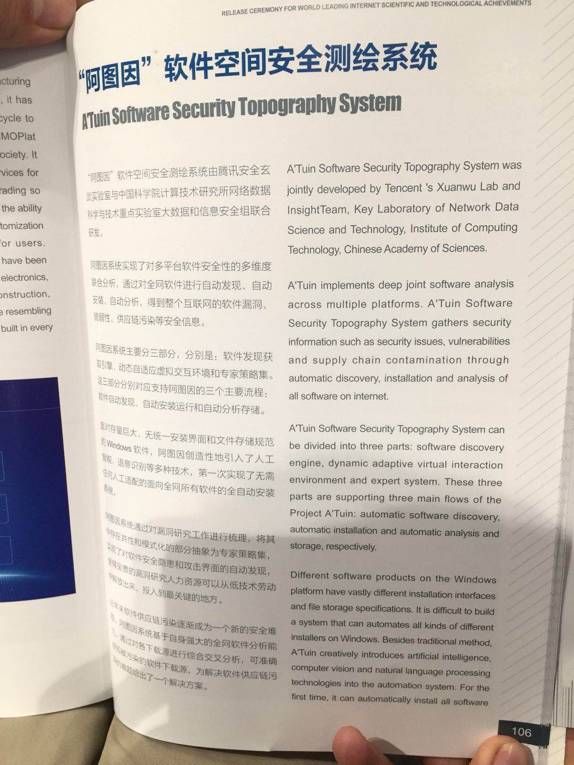 RELEASE CEREMONY FOR WORLD LEADING INTERNET SCIENTIFIC AND TECHNOLOGICAL ACHIEVEMENTS
cturing
, it has
cycle to
MOPlat
ociety. It
vices for
rading so
the ability
tomization
for users.
have been
electronics,
onstruction,
e resembling
built in every
“阿图因”软件空间安全测绘系统
A'Tuin Software Security Topography System
“阿图因”软件空间安全测绘系统由腾讯安全玄
武实验室与中国科学院计算技术研究所网络数据
科学与技术重点实验室大数据和信息安全组联合
研发。
阿图因系统实现了对多平台软件安全性的多维度
联合分析，通过对全网软件进行自动发现、自动
安装、自动分析，得到整个互联网的软件漏洞、
脆弱性、供应链污染等安全信息。
阿图因系统主要分三部分，分别是：软件发现获
取引擎、动态自适应虚拟交互环境和专家策略集。
这三部分分别对应支持阿图因的三个主要流程：
软件自动发现、自动安装运行和自动分析存储。
面对存量巨大、无统一安装界面和文件存储规范
的Windows 软件，阿图因创造性地引入了人工
智能、语意识别等多种技术，第一次实现了无需
任何人工适配的面向全网所有软件的全自动安装
系统。
阿图因系统通过对漏洞研究工作进行梳理，将其
中存在共性和模式化的部分抽象为专家策略集，
实现了对软件安全隐患和攻击界面的自动发现，
使得宝贵的漏洞研究人力资源可以从低技术劳动
中解放出来，投入到最关键的地方。
近年来软件供应链污染逐渐成为一个新的安全难
题，阿图因系统基于自身强大的全网软件分析能
力，通过对各下载源进行综合交叉分析，可准确
被污染的软件下载源，为解决软件供应链污
给出了一个解决方案。
A'Tuin Software Security Topography System was
jointly developed by Tencent 's Xuanwu Lab and
InsightTeam, Key Laboratory of Network Data
Science and Technology, Institute of Computing
Technology, Chinese Academy of Sciences.
A'Tuin implements deep joint software analysis
across multiple platforms. A'Tuin Software
Security Topography System gathers security
information such as security issues, vulnerabilities
and supply chain contamination through
automatic discovery, installation and analysis of
all software on internet.
A'Tuin Software Security Topography System can
be divided into three parts: software discovery
engine, dynamic adaptive virtual interaction
environment and expert system. These three
parts are supporting three main flows of the
Project A'Tuin: automatic software discovery,
automatic installation and automatic analysis and
storage, respectively.
Different software products on the Windows
platform have vastly different installation interfaces
and file storage specifications. It is difficult to build
a system that can automates all kinds of different
installers on Windows. Besides traditional method,
A'Tuin creatively introduces artificial intelligence,
computer vision and natural language processing
technologies into the automation system. For the
first time, it can automatically install all software
106